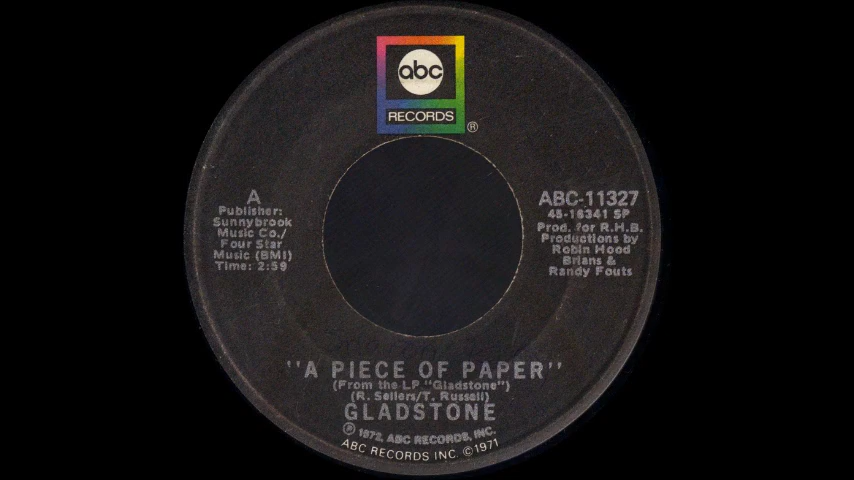 abc
RECORDS
®
A
Publisher:
Sunnybrook
Music Co./
Four Star
Music (BMI)
Time: 2:59
ABC-11327
45-16341 SP
Prod. for R.H.B.
Productions by
Robin Hood
Brians &
Randy Fouts
"A PIECE OF PAPER"
(From the LP "Gladstone")
(R. Sellers/T. Russell)
GLADSTONE
℗ 1972, ABC RECORDS, INC.
ABC RECORDS INC. ©1971